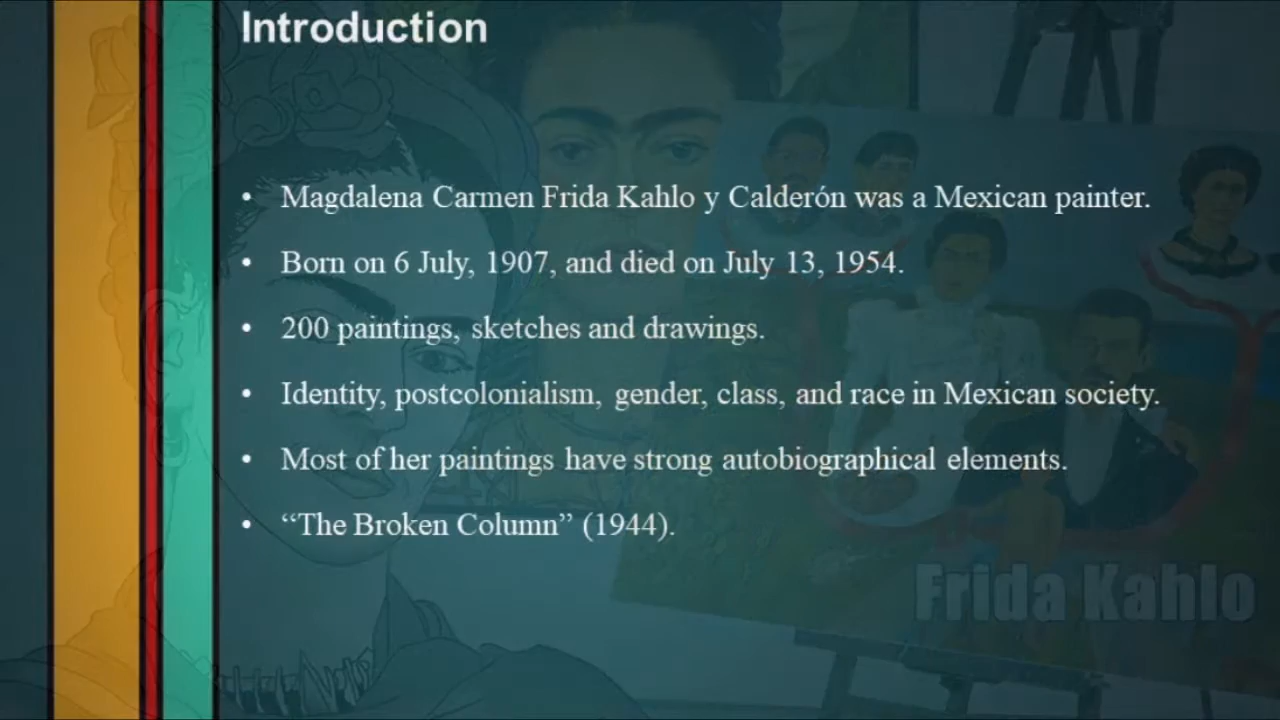 Introduction
• Magdalena Carmen Frida Kahlo y Calderón was a Mexican painter.
• Born on 6 July, 1907, and died on July 13, 1954.
• 200 paintings, sketches and drawings.
• Identity, postcolonialism, gender, class, and race in Mexican society.
• Most of her paintings have strong autobiographical elements.
• “The Broken Column” (1944).
Frida Kahlo